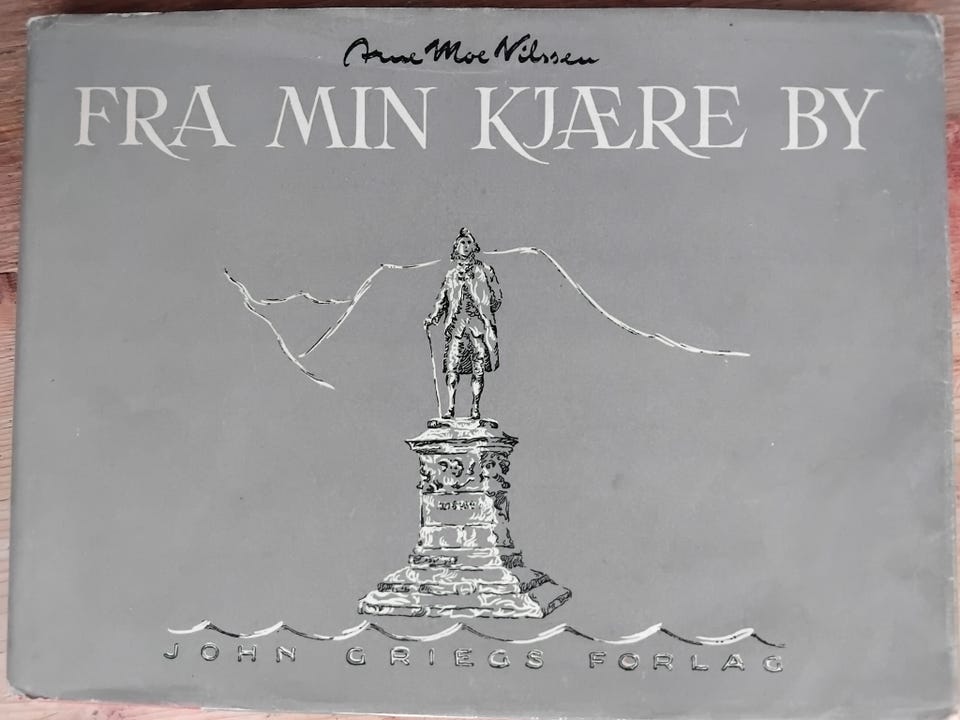 Arne Moe Nilssen
FRA MIN KJÆRE BY
JOHN GRIEGS FORLAG